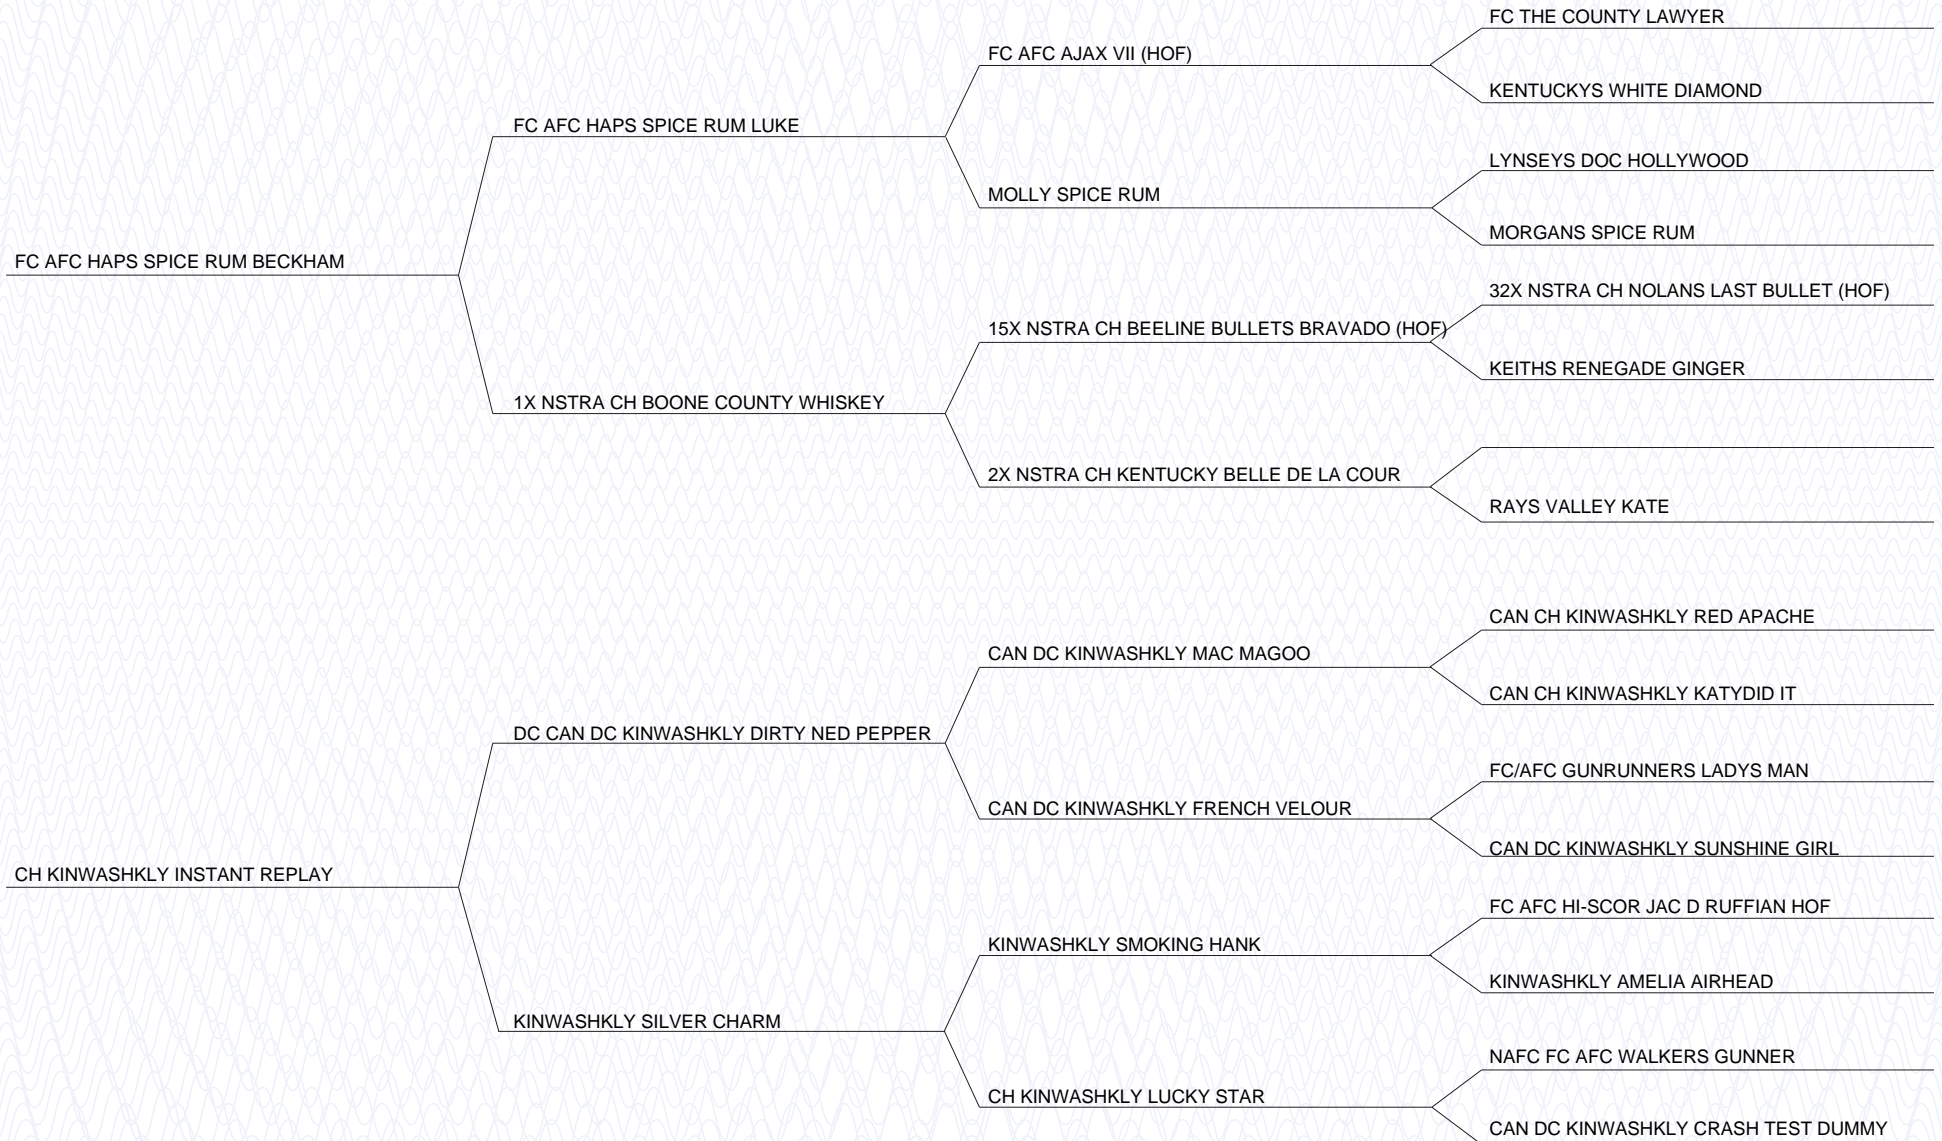 FC THE COUNTY LAWYER
FC AFC AJAX VII (HOF)
KENTUCKYS WHITE DIAMOND
FC AFC HAPS SPICE RUM LUKE
LYNSEYS DOC HOLLYWOOD
MOLLY SPICE RUM
MORGANS SPICE RUM
FC AFC HAPS SPICE RUM BECKHAM
32X NSTRA CH NOLANS LAST BULLET (HOF)
15X NSTRA CH BEELINE BULLETS BRAVADO (HOF)
KEITHS RENEGADE GINGER
1X NSTRA CH BOONE COUNTY WHISKEY
2X NSTRA CH KENTUCKY BELLE DE LA COUR
RAYS VALLEY KATE
CAN CH KINWASHKLY RED APACHE
CAN DC KINWASHKLY MAC MAGOO
CAN CH KINWASHKLY KATYDID IT
DC CAN DC KINWASHKLY DIRTY NED PEPPER
FC/AFC GUNRUNNERS LADYS MAN
CAN DC KINWASHKLY FRENCH VELOUR
CAN DC KINWASHKLY SUNSHINE GIRL
CH KINWASHKLY INSTANT REPLAY
FC AFC HI-SCOR JAC D RUFFIAN HOF
KINWASHKLY SMOKING HANK
KINWASHKLY AMELIA AIRHEAD
KINWASHKLY SILVER CHARM
NAFC FC AFC WALKERS GUNNER
CH KINWASHKLY LUCKY STAR
CAN DC KINWASHKLY CRASH TEST DUMMY